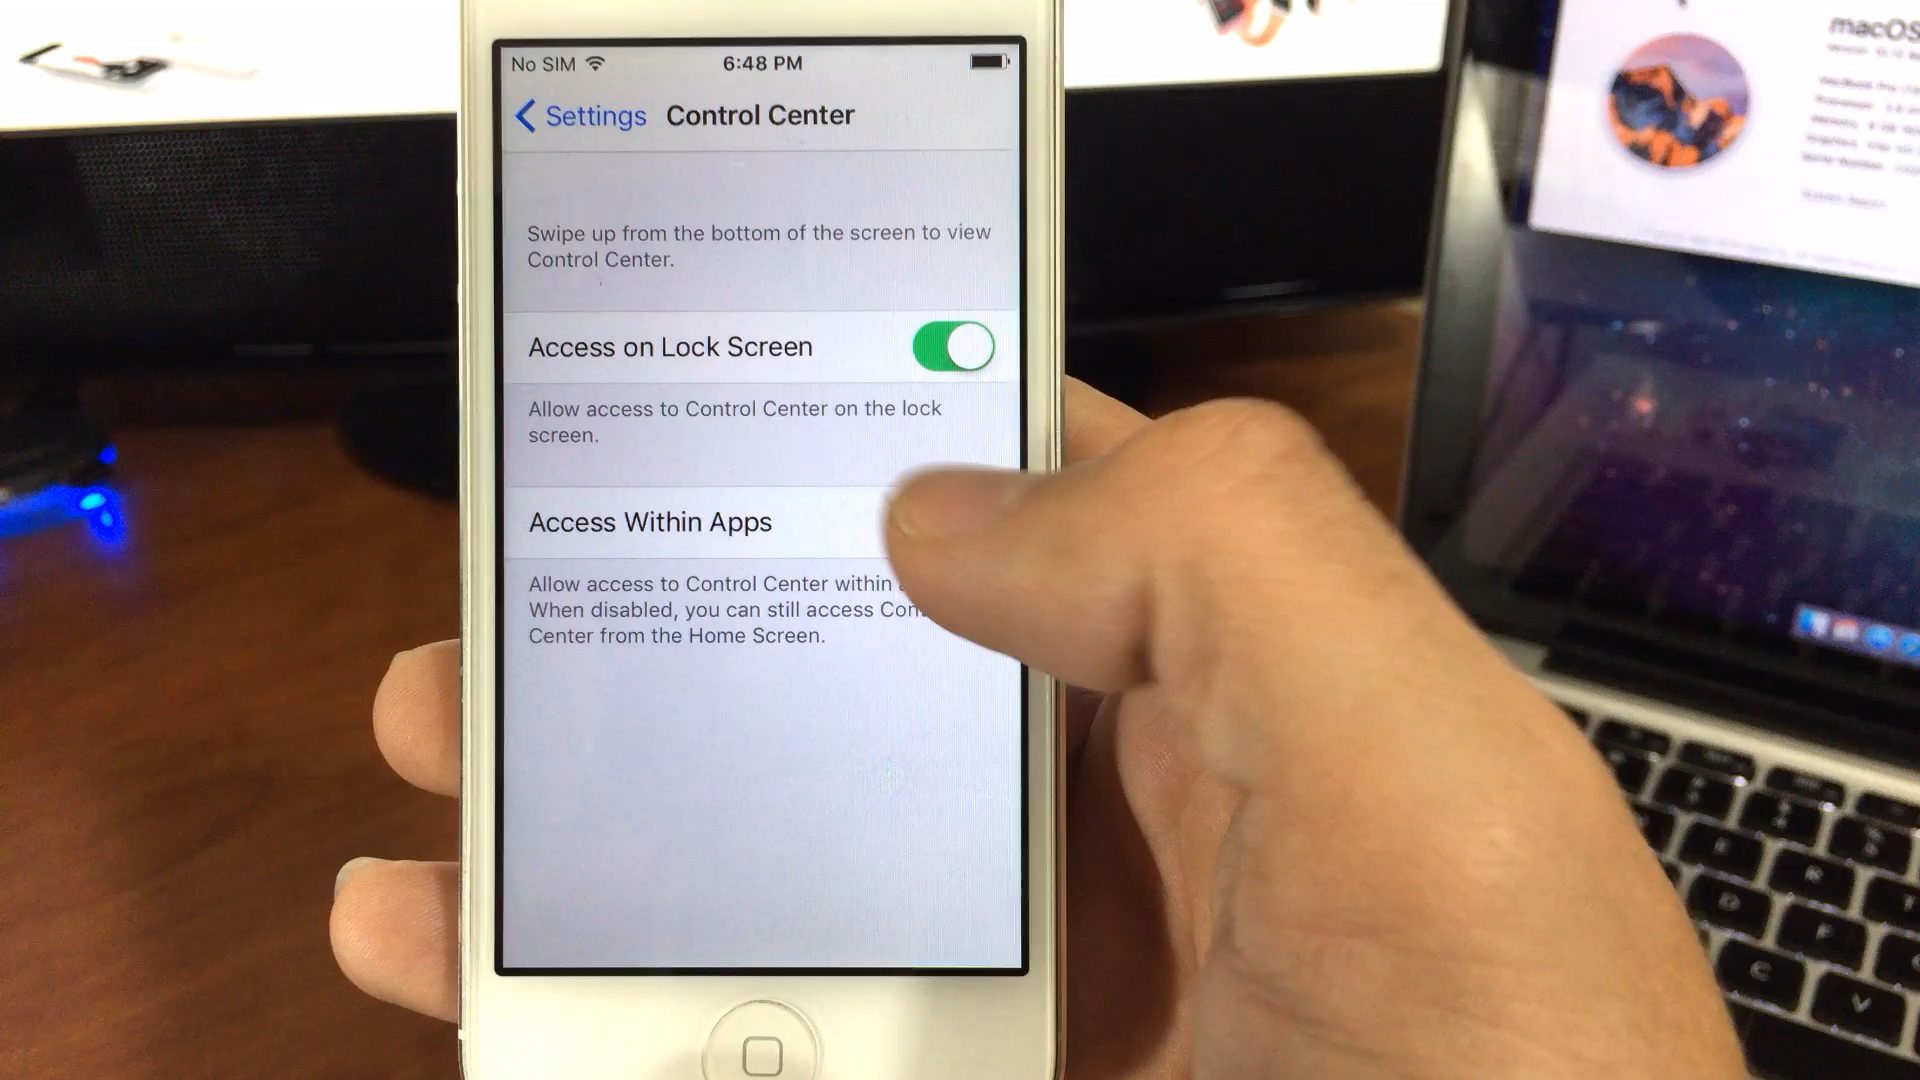 No SIM 6:48 PM
Settings Control Center
Swipe up from the bottom of the screen to view
Control Center.
Access on Lock Screen
Allow access to Control Center on the lock
screen.
Access Within Apps
Allow access to Control Center within
When disabled, you can still access
Center from the Home Screen.
macOS
E
R
D
F
C
V